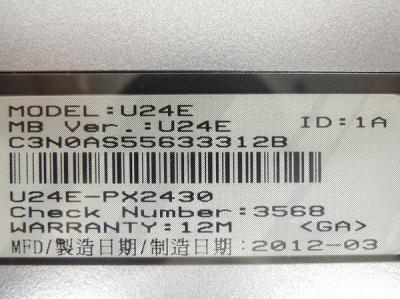 MODEL:U24E
MB Ver.:U24E ID:1A
C3N0AS55633312B
U24E-PX2430
Check Number:3568
WARRANTY:12M <GA>
MFD/製造日期/制造日期:2012-03